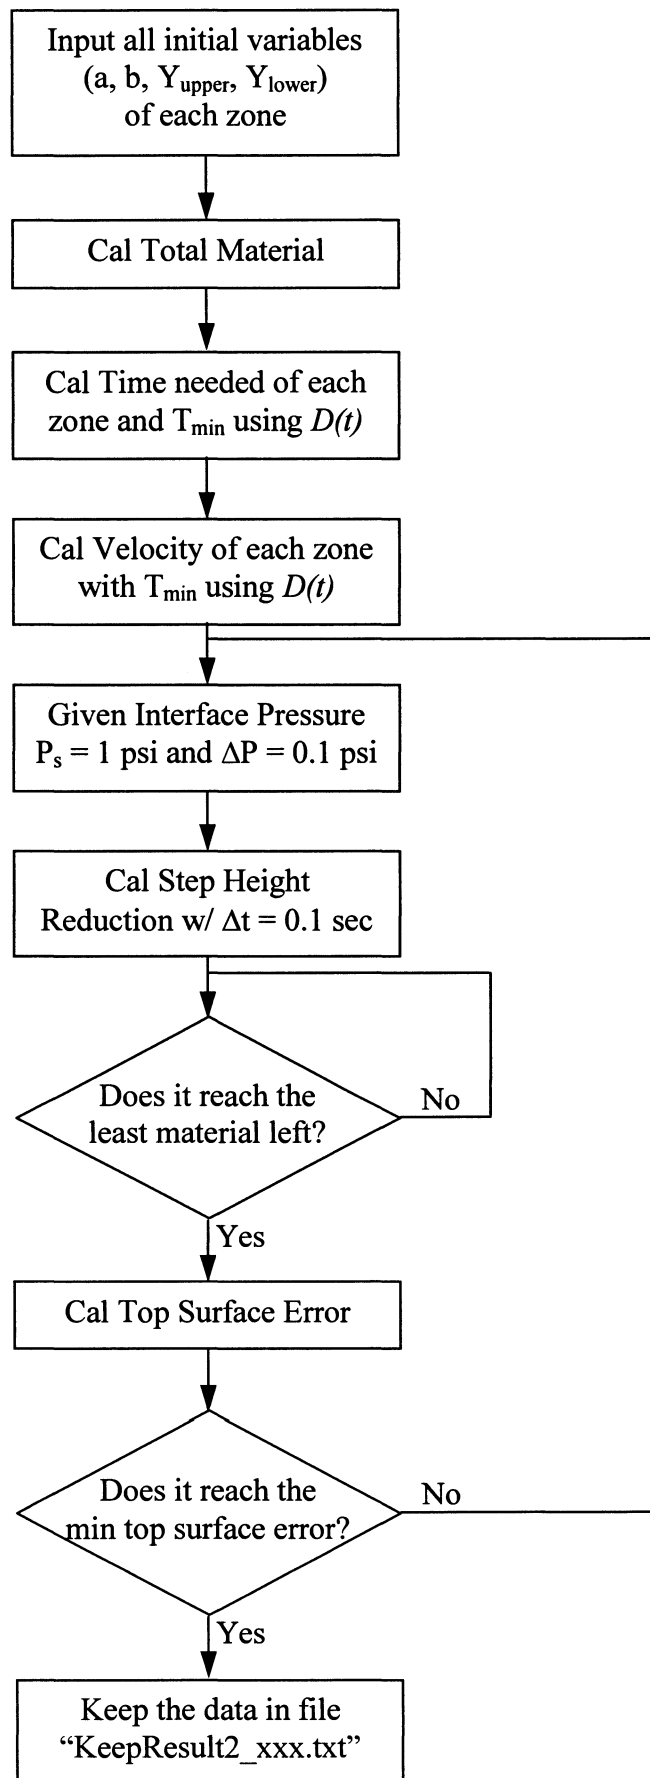 Input all initial variables
(a, b, Yupper, Ylower)
of each zone
Cal Total Material
Cal Time needed of each
zone and Tmin using D(t)
Cal Velocity of each zone
with Tmin using D(t)
Given Interface Pressure
Ps = 1 psi and ΔP = 0.1 psi
Cal Step Height
Reduction w/ Δt = 0.1 sec
Does it reach the
least material left?
No
Yes
Cal Top Surface Error
Does it reach the
min top surface error?
No
Yes
Keep the data in file
“KeepResult2_xxx.txt”